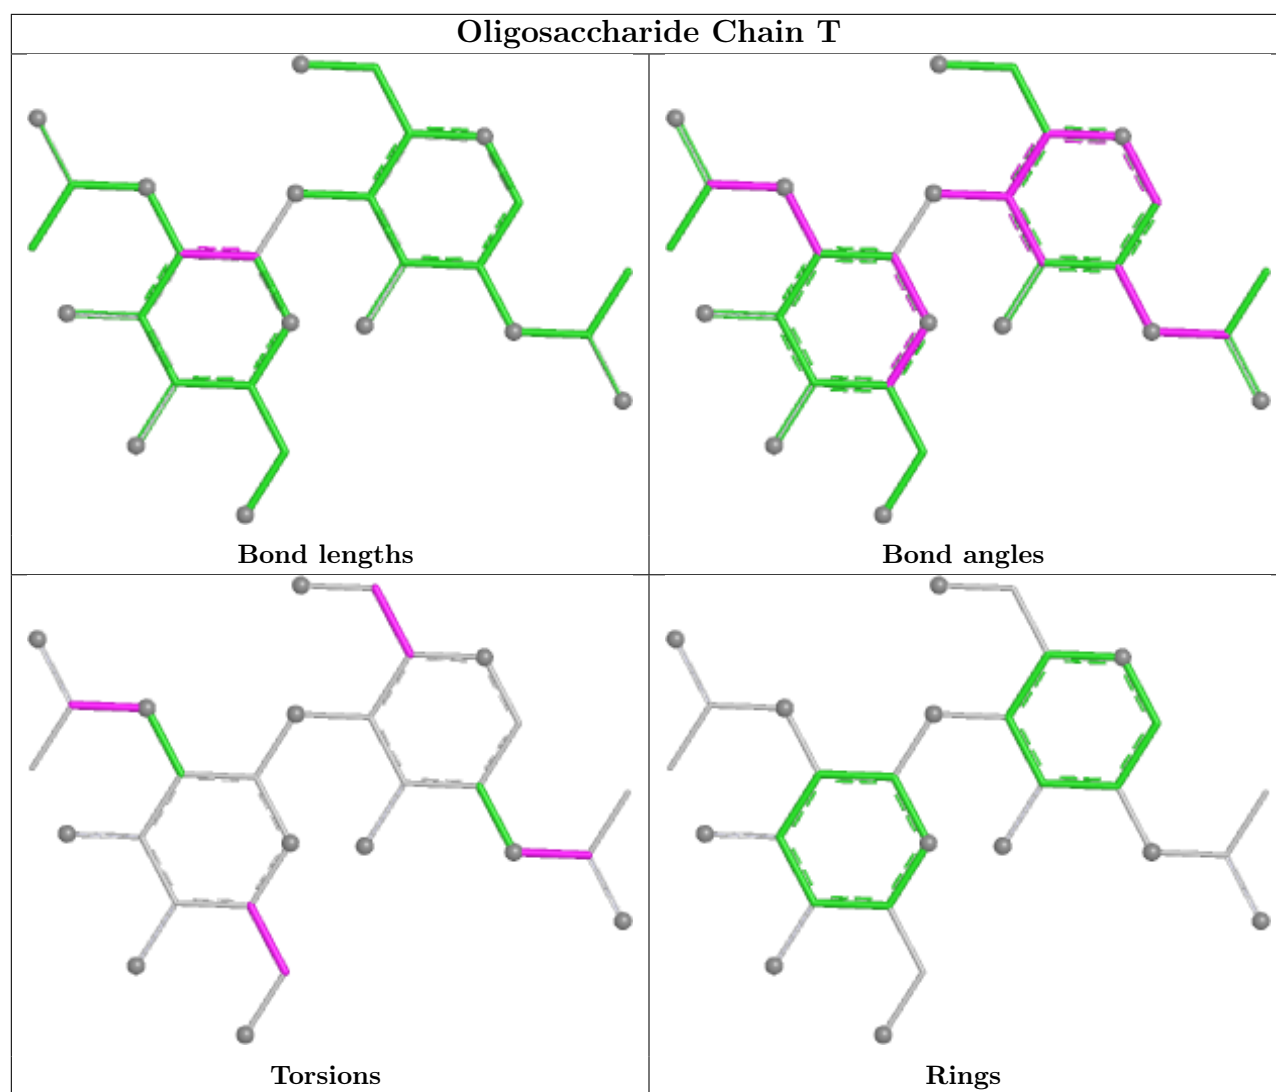 Oligosaccharide Chain T
Bond lengths
Bond angles
Torsions
Rings